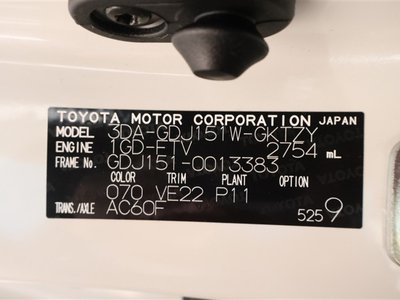 TOYOTA MOTOR CORPORATION JAPAN
MODEL 3DA-GDJ151W-GKTZY
ENGINE 1GD-FTV 2754 mL
FRAME No. GDJ151-0013383
COLOR TRIM PLANT OPTION
070 VE22 P11
TRANS./AXLE AC60F
525 9